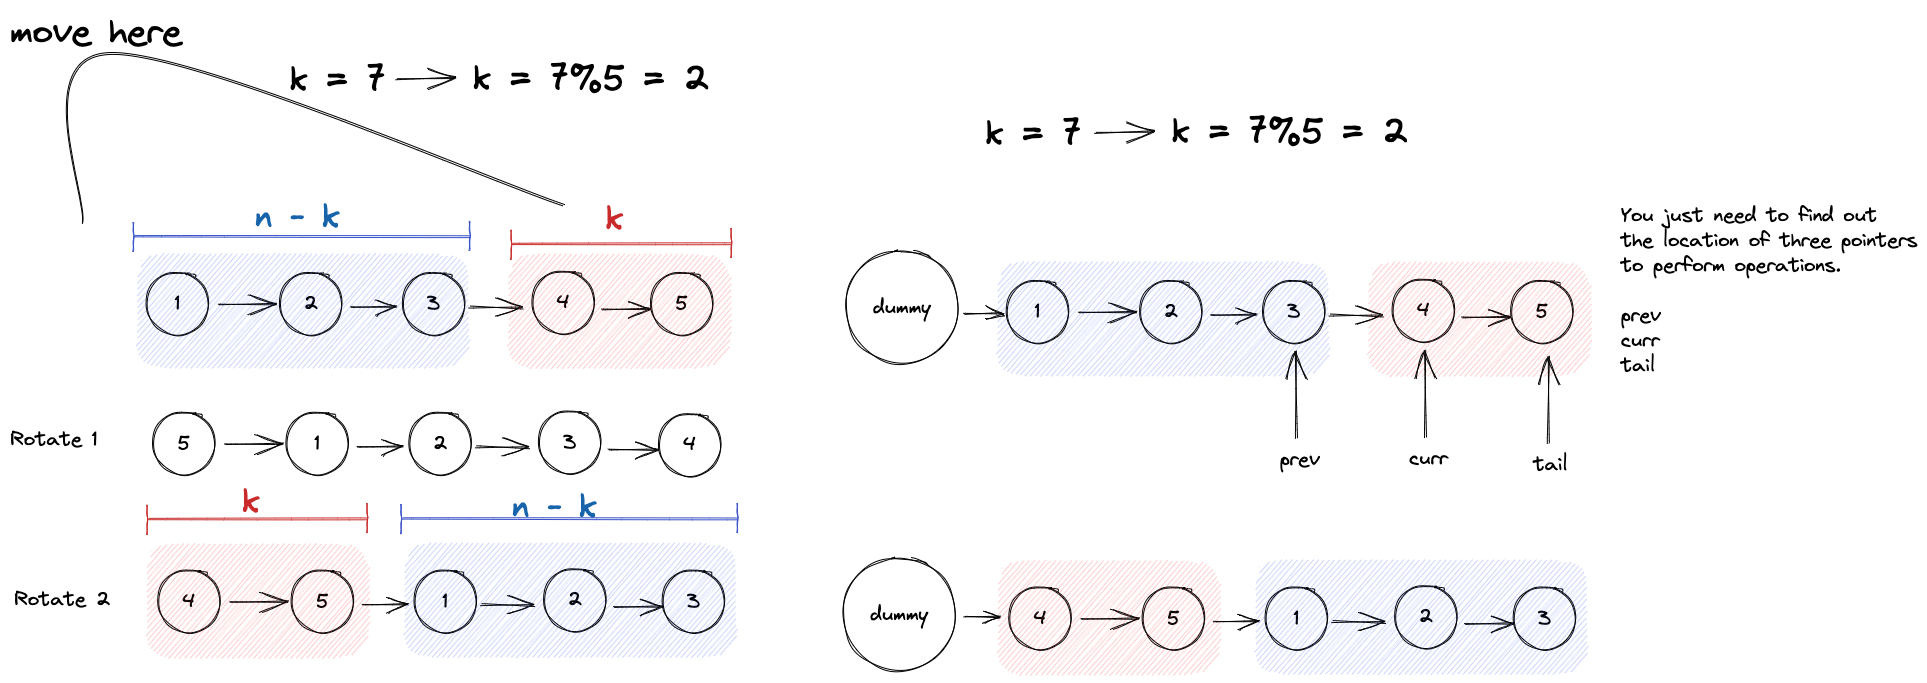 move here
k = 7 → k = 7%5 = 2
n - k
k
1 → 2 → 3 → 4 → 5
Rotate 1
5 → 1 → 2 → 3 → 4
k
n - k
Rotate 2
4 → 5 → 1 → 2 → 3
k = 7 → k = 7%5 = 2
dummy → 1 → 2 → 3 → 4 → 5
prev
curr
tail
You just need to find out
the location of three pointers
to perform operations.
prev
curr
tail
dummy → 4 → 5 → 1 → 2 → 3